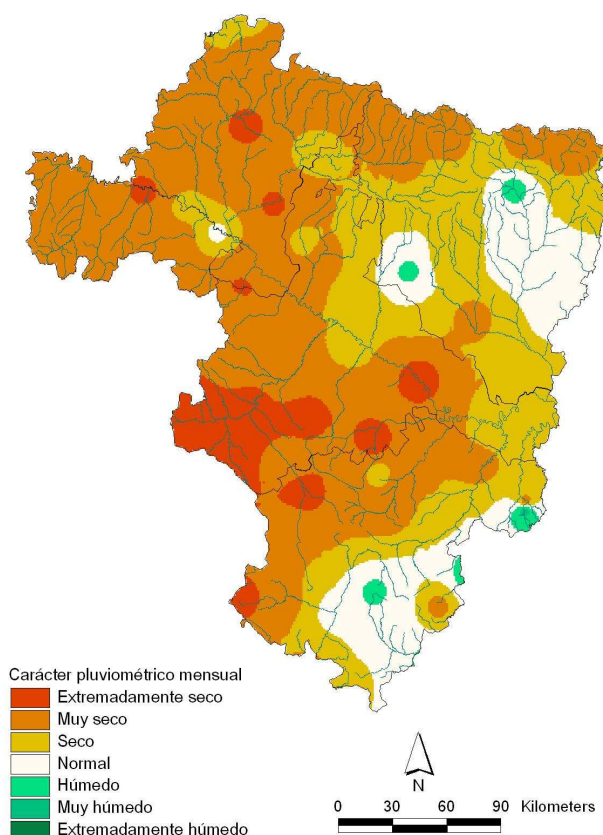 Carácter pluviométrico mensual
Extremadamente seco
Muy seco
Seco
Normal
Húmedo
Muy húmedo
Extremadamente húmedo
N
0 30 60 90 Kilometers